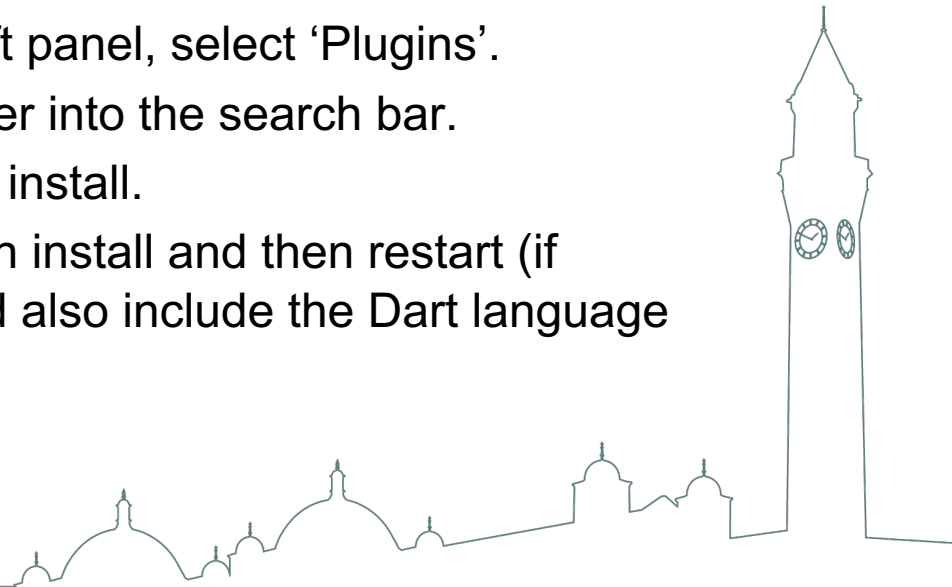 t panel, select ‘Plugins’.
er into the search bar.
install.
n install and then restart (if
d also include the Dart language